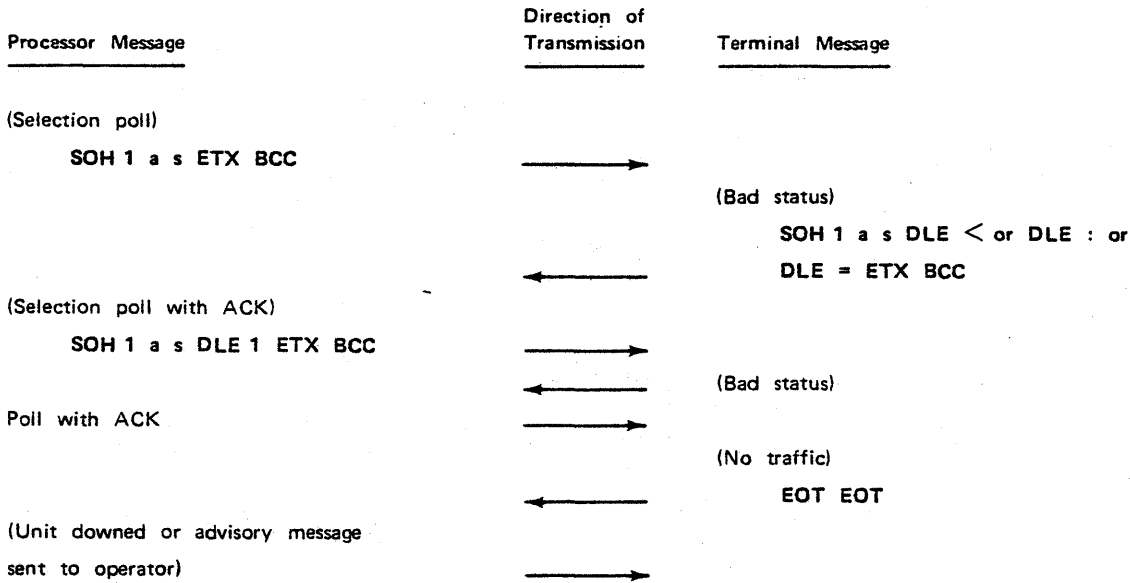 Direction of
Processor Message Transmission Terminal Message
(Selection poll)
SOH 1 a s ETX BCC
(Bad status)
SOH 1 a s DLE < or DLE : or
DLE = ETX BCC
(Selection poll with ACK)
SOH 1 a s DLE 1 ETX BCC
(Bad status)
Poll with ACK
(No traffic)
EOT EOT
(Unit downed or advisory message
sent to operator)